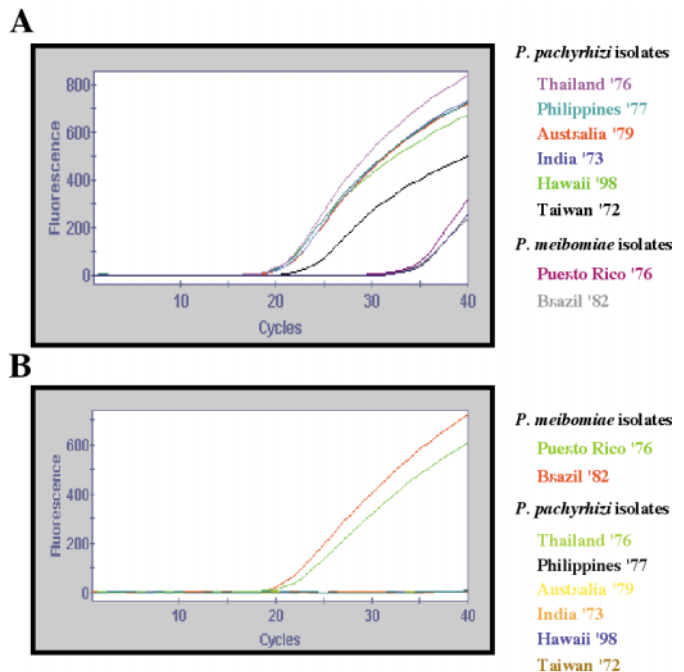 A
P. pachyrhizi isolates
Thailand '76
Philippines '77
Australia '79
India '73
Hawaii '98
Taiwan '72
P. meibomiae isolates
Puesto Rico '76
Brazil '82
Fluorescence
800
600
400
200
0
10
20
30
40
Cycles
B
P. meibomiae isolates
Puesto Rico '76
Brazil '82
P. pachyrhizi isolates
Thailand '76
Philippines '77
Australia '79
India '73
Hawaii '98
Taiwan '72
Fluorescence
600
400
200
0
10
20
30
40
Cycles